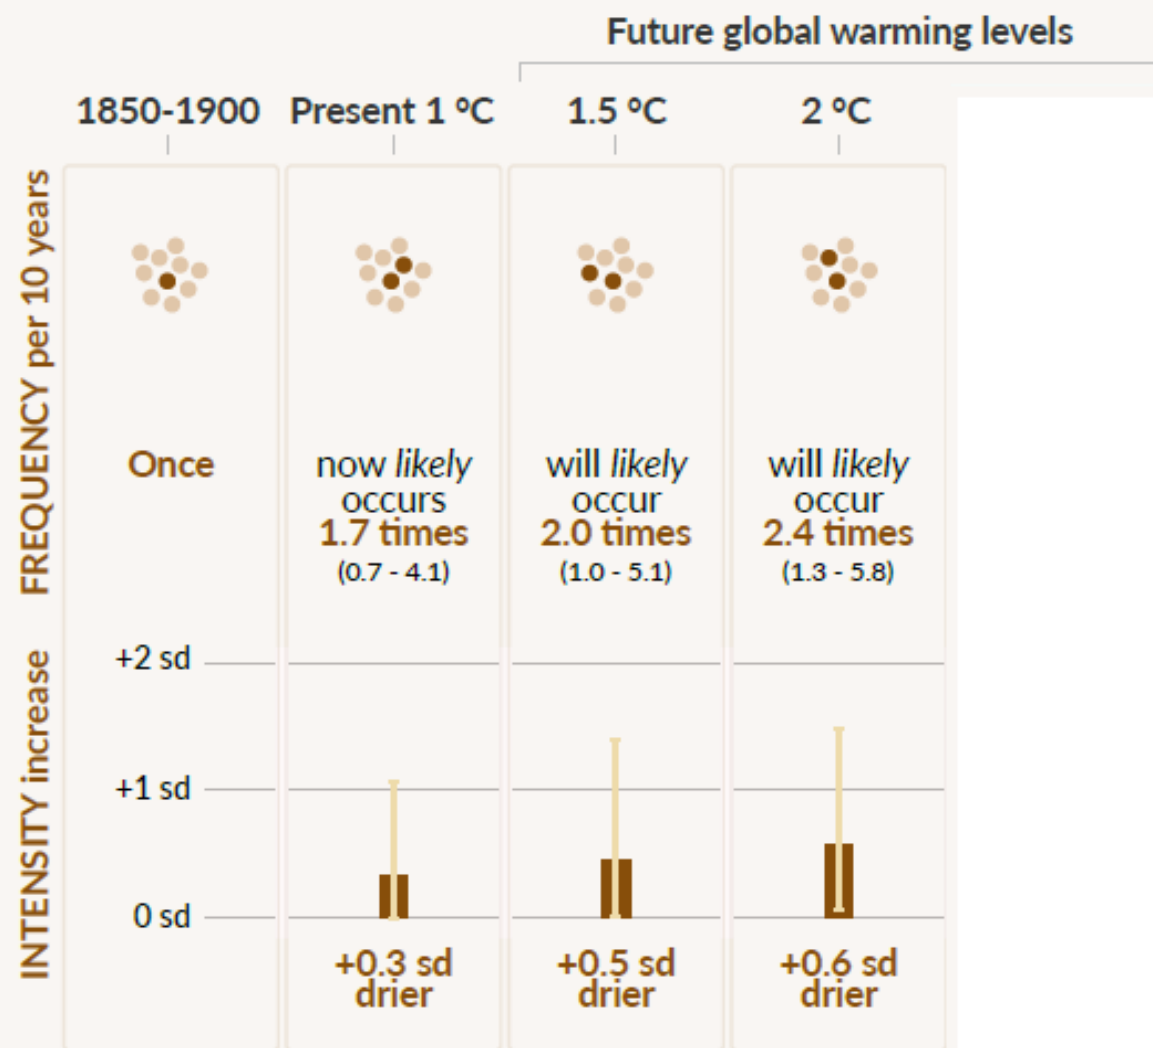 Future global warming levels
1850-1900 Present 1 °C 1.5 °C 2 °C
FREQUENCY per 10 years
Once
now likely
occurs
1.7 times
(0.7 - 4.1)
will likely
occur
2.0 times
(1.0 - 5.1)
will likely
occur
2.4 times
(1.3 - 5.8)
INTENSITY increase
+2 sd
+1 sd
0 sd
+0.3 sd
drier
+0.5 sd
drier
+0.6 sd
drier